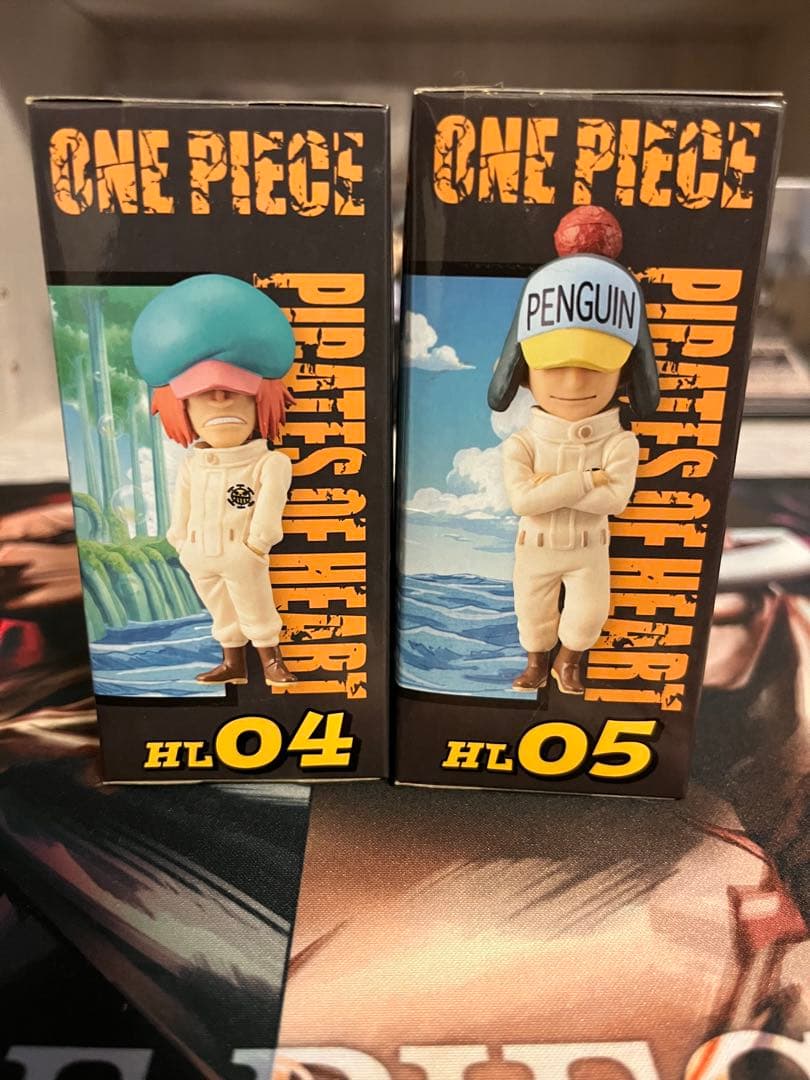 ONE PIECE
PIRATES OF HEART
HL04
ONE PIECE
PENGUIN
PIRATES OF HEART
HL05